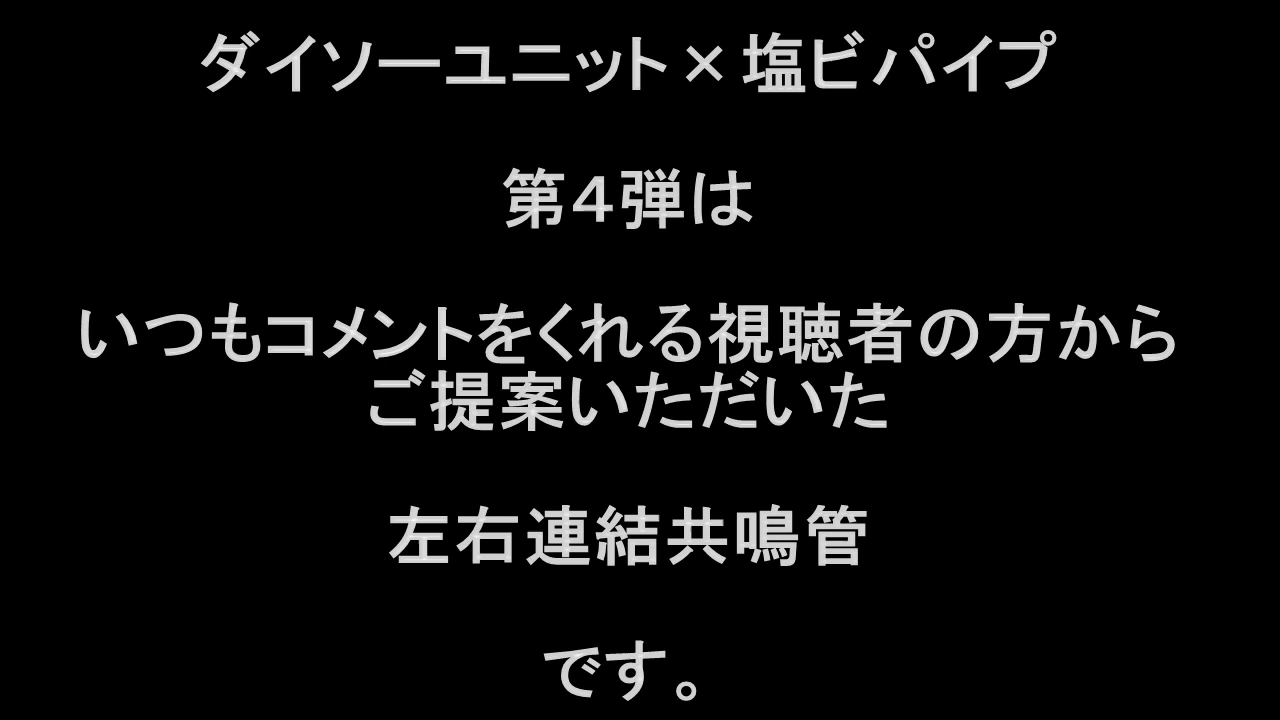 ダイソーユニット×塩ビパイプ
第４弾は
いつもコメントをくれる視聴者の方から
ご提案いただいた
左右連結共鳴管
です。